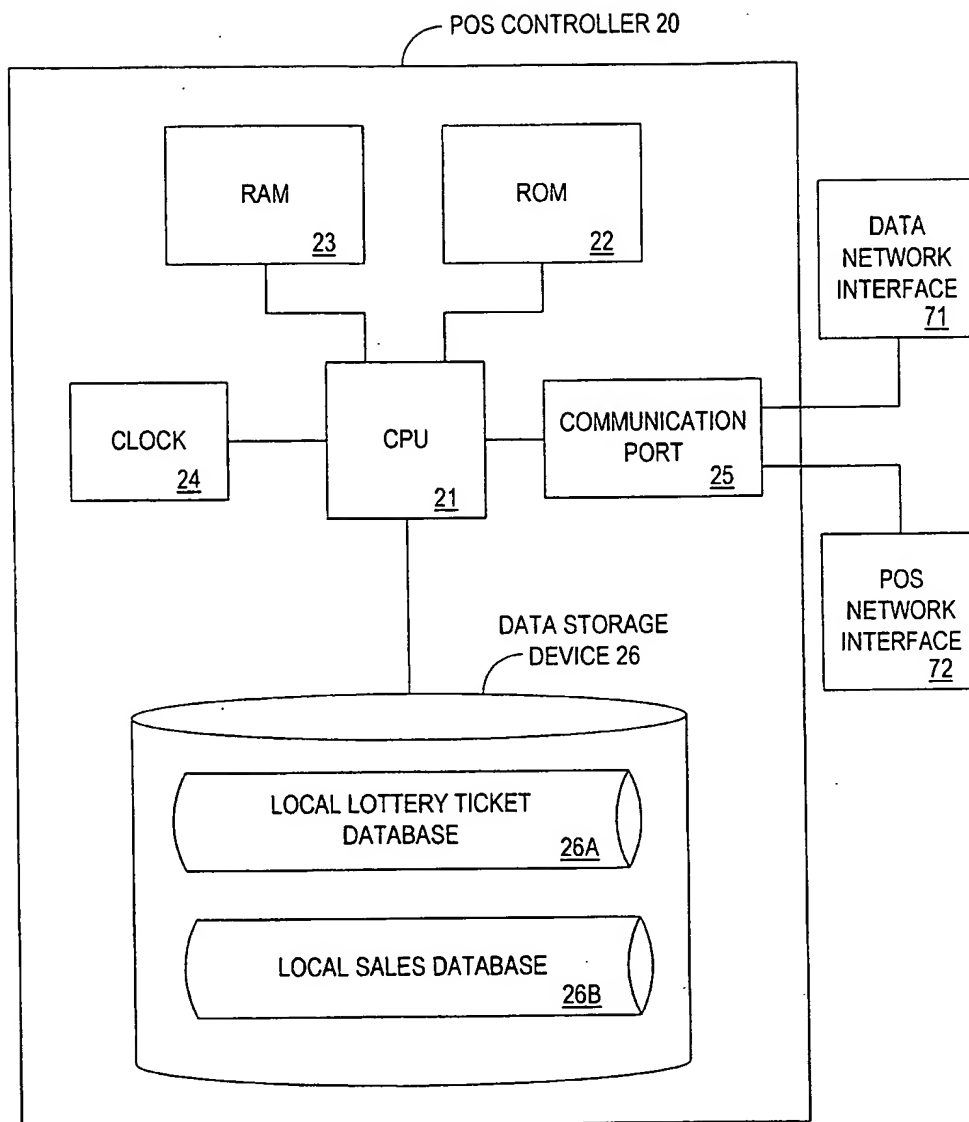 POS CONTROLLER 20
RAM
23
ROM
22
DATA
NETWORK
INTERFACE
71
CLOCK
24
CPU
21
COMMUNICATION
PORT
25
POS
NETWORK
INTERFACE
72
DATA STORAGE
DEVICE 26
LOCAL LOTTERY TICKET
DATABASE
26A
LOCAL SALES DATABASE
26B